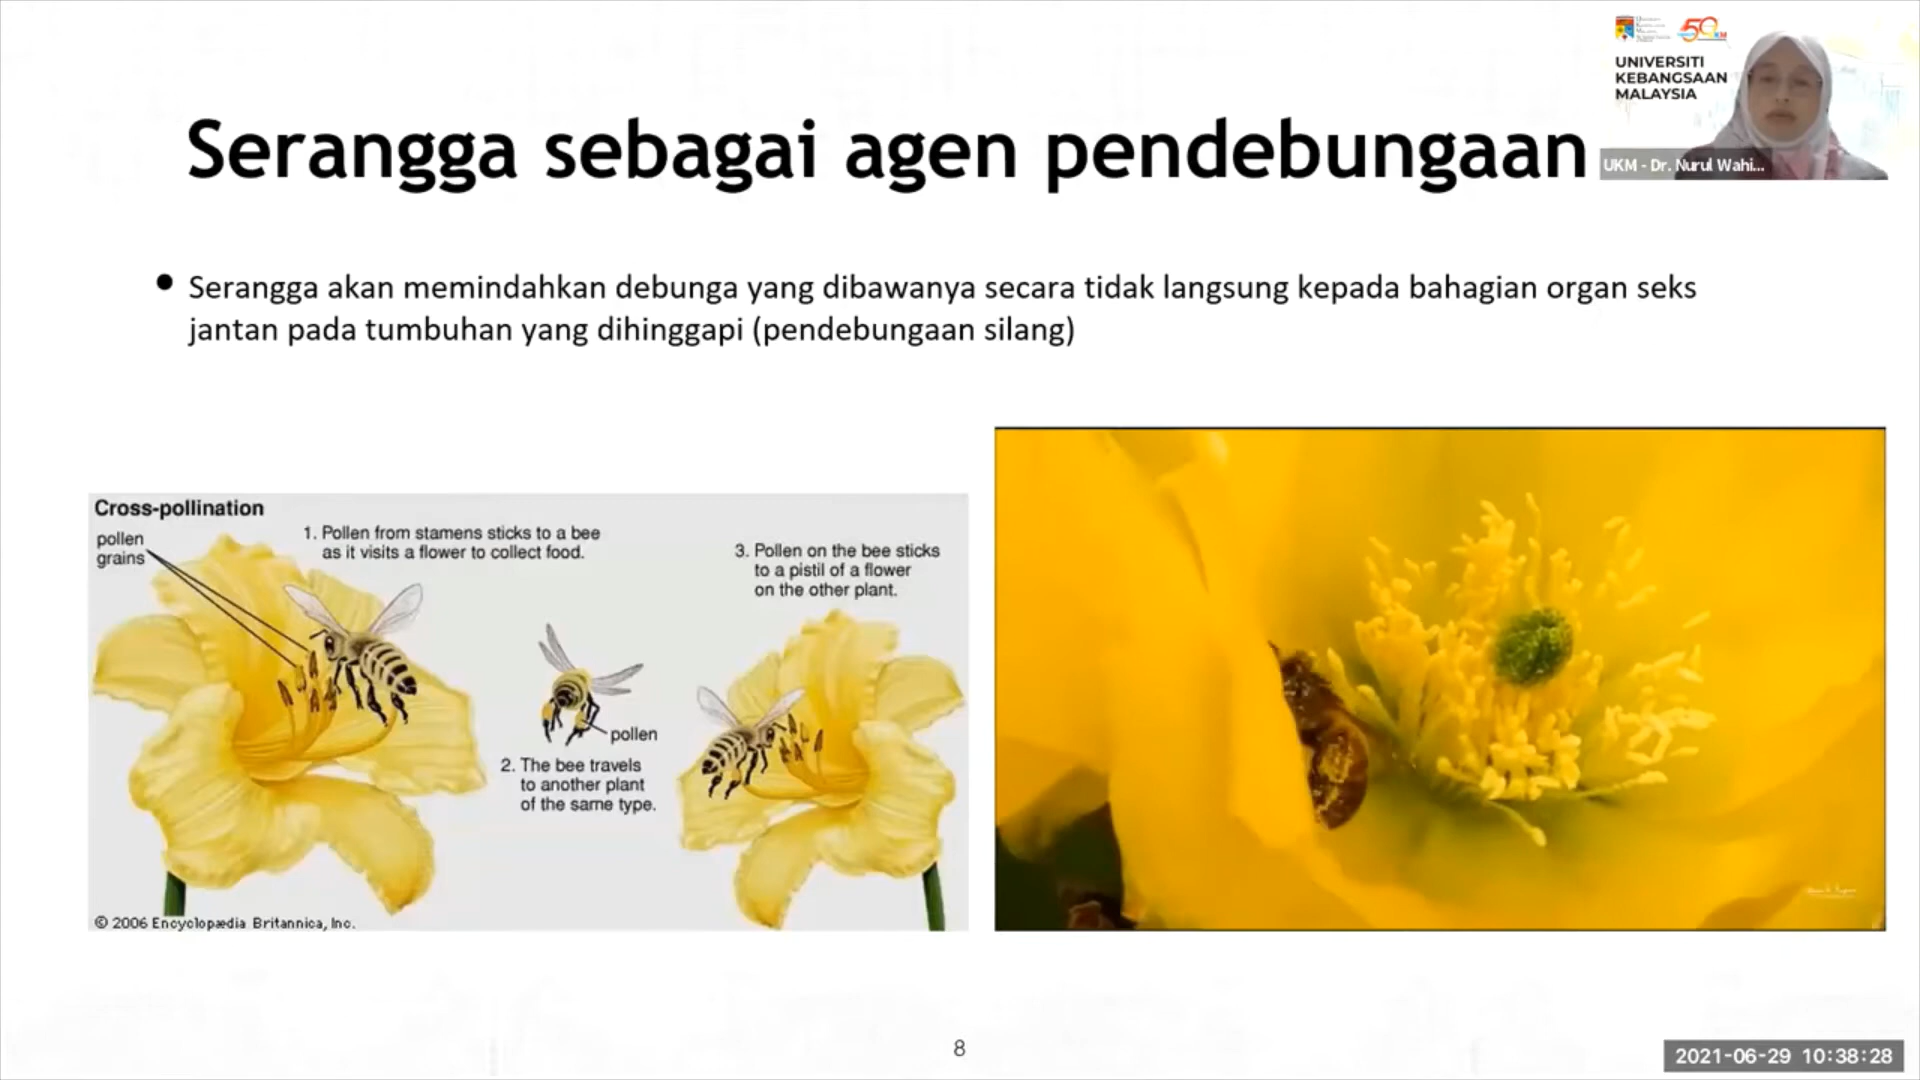 UNIVERSITI
KEBANGSAAN
MALAYSIA
UKM - Dr. Nurul Wahi...
Serangga sebagai agen pendebungaan
• Serangga akan memindahkan debunga yang dibawanya secara tidak langsung kepada bahagian organ seks
jantan pada tumbuhan yang dihinggapi (pendebungaan silang)
Cross-pollination
pollen
grains
1. Pollen from stamens sticks to a bee
as it visits a flower to collect food.
pollen
2. The bee travels
to another plant
of the same type.
3. Pollen on the bee sticks
to a pistil of a flower
on the other plant.
© 2006 Encyclopædia Britannica, Inc.
8
2021-06-29 10:38:28